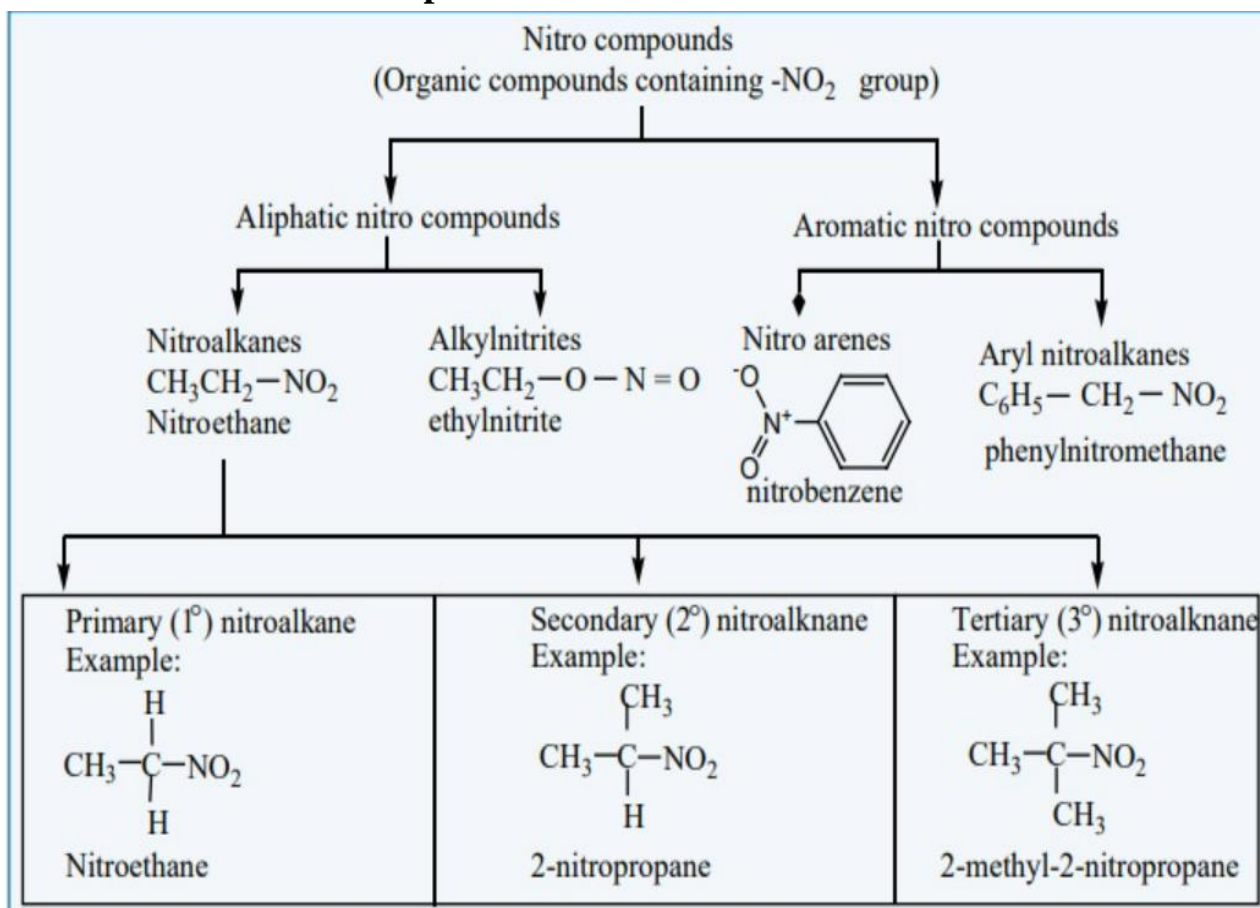 Nitro compounds
(Organic compounds containing -NO₂ group)
Aliphatic nitro compounds
Aromatic nitro compounds
Nitroalkanes
CH₃CH₂—NO₂
Nitroethane
Alkylnitrites
CH₃CH₂—O—N=O
ethylnitrite
Nitro arenes
⁻O
N⁺
O
nitrobenzene
Aryl nitroalkanes
C₆H₅— CH₂— NO₂
phenylnitromethane
Primary (1°) nitroalkane
Example:
H
CH₃—C—NO₂
H
Nitroethane
Secondary (2°) nitroalknane
Example:
CH₃
CH₃—C—NO₂
H
2-nitropropane
Tertiary (3°) nitroalknane
Example:
CH₃
CH₃—C—NO₂
CH₃
2-methyl-2-nitropropane